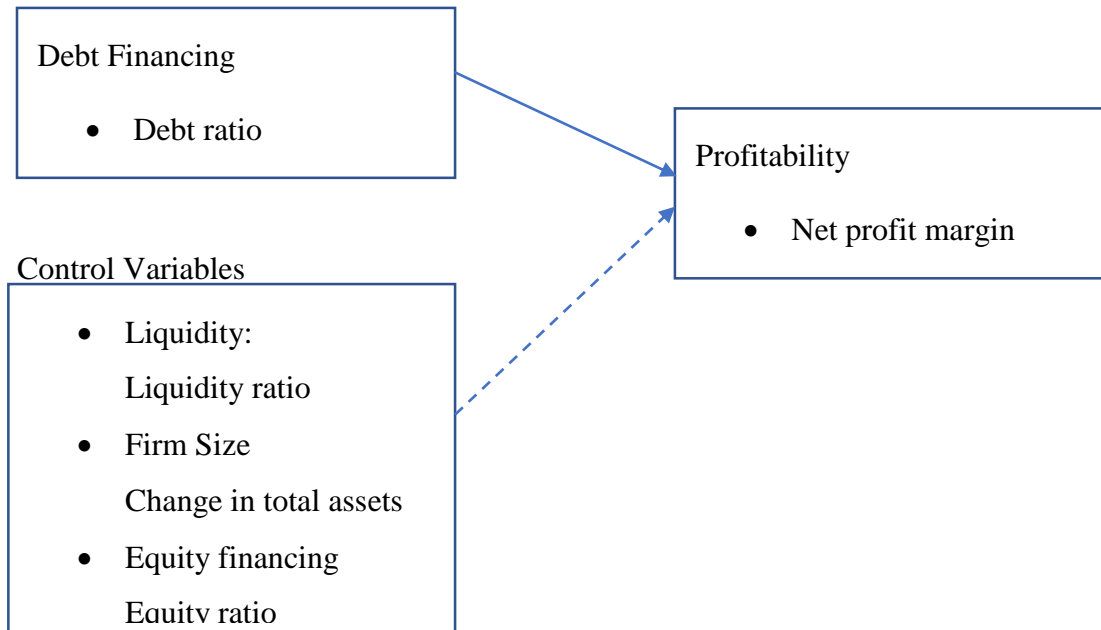 Debt Financing
• Debt ratio
Profitability
• Net profit margin
Control Variables
• Liquidity:
Liquidity ratio
• Firm Size
Change in total assets
• Equity financing
Equity ratio